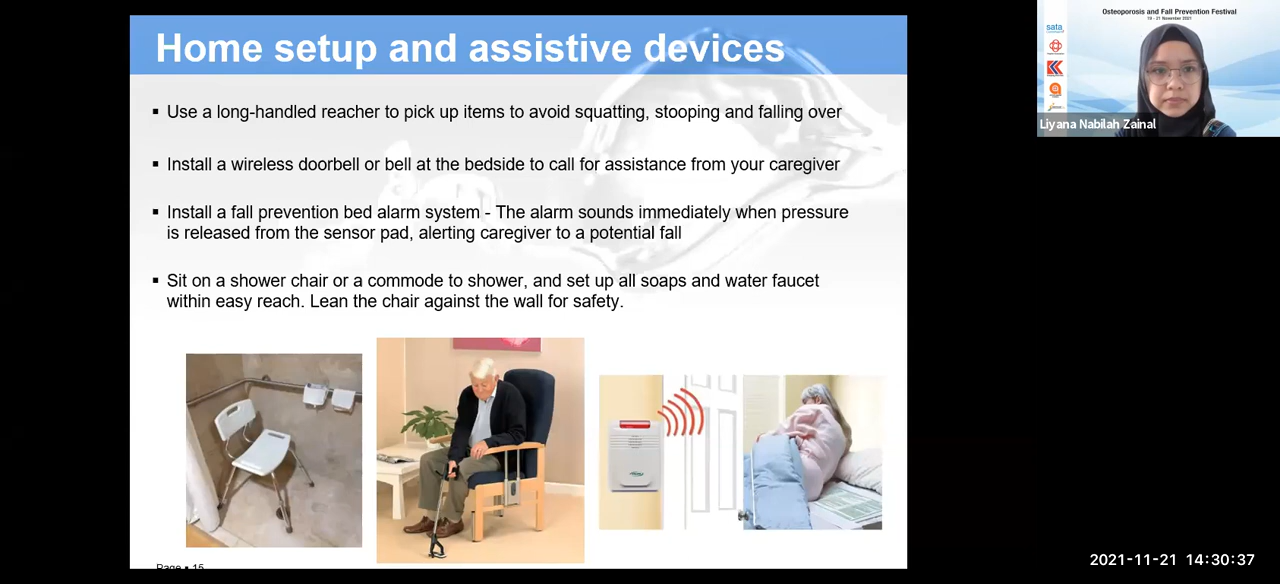 Home setup and assistive devices
▪ Use a long-handled reacher to pick up items to avoid squatting, stooping and falling over
▪ Install a wireless doorbell or bell at the bedside to call for assistance from your caregiver
▪ Install a fall prevention bed alarm system - The alarm sounds immediately when pressure
is released from the sensor pad, alerting caregiver to a potential fall
▪ Sit on a shower chair or a commode to shower, and set up all soaps and water faucet
within easy reach. Lean the chair against the wall for safety.
Page ▪ 15
Osteoporosis and Fall Prevention Festival
19 - 21 November 2021
sata
Liyana Nabilah Zainal
2021-11-21 14:30:37